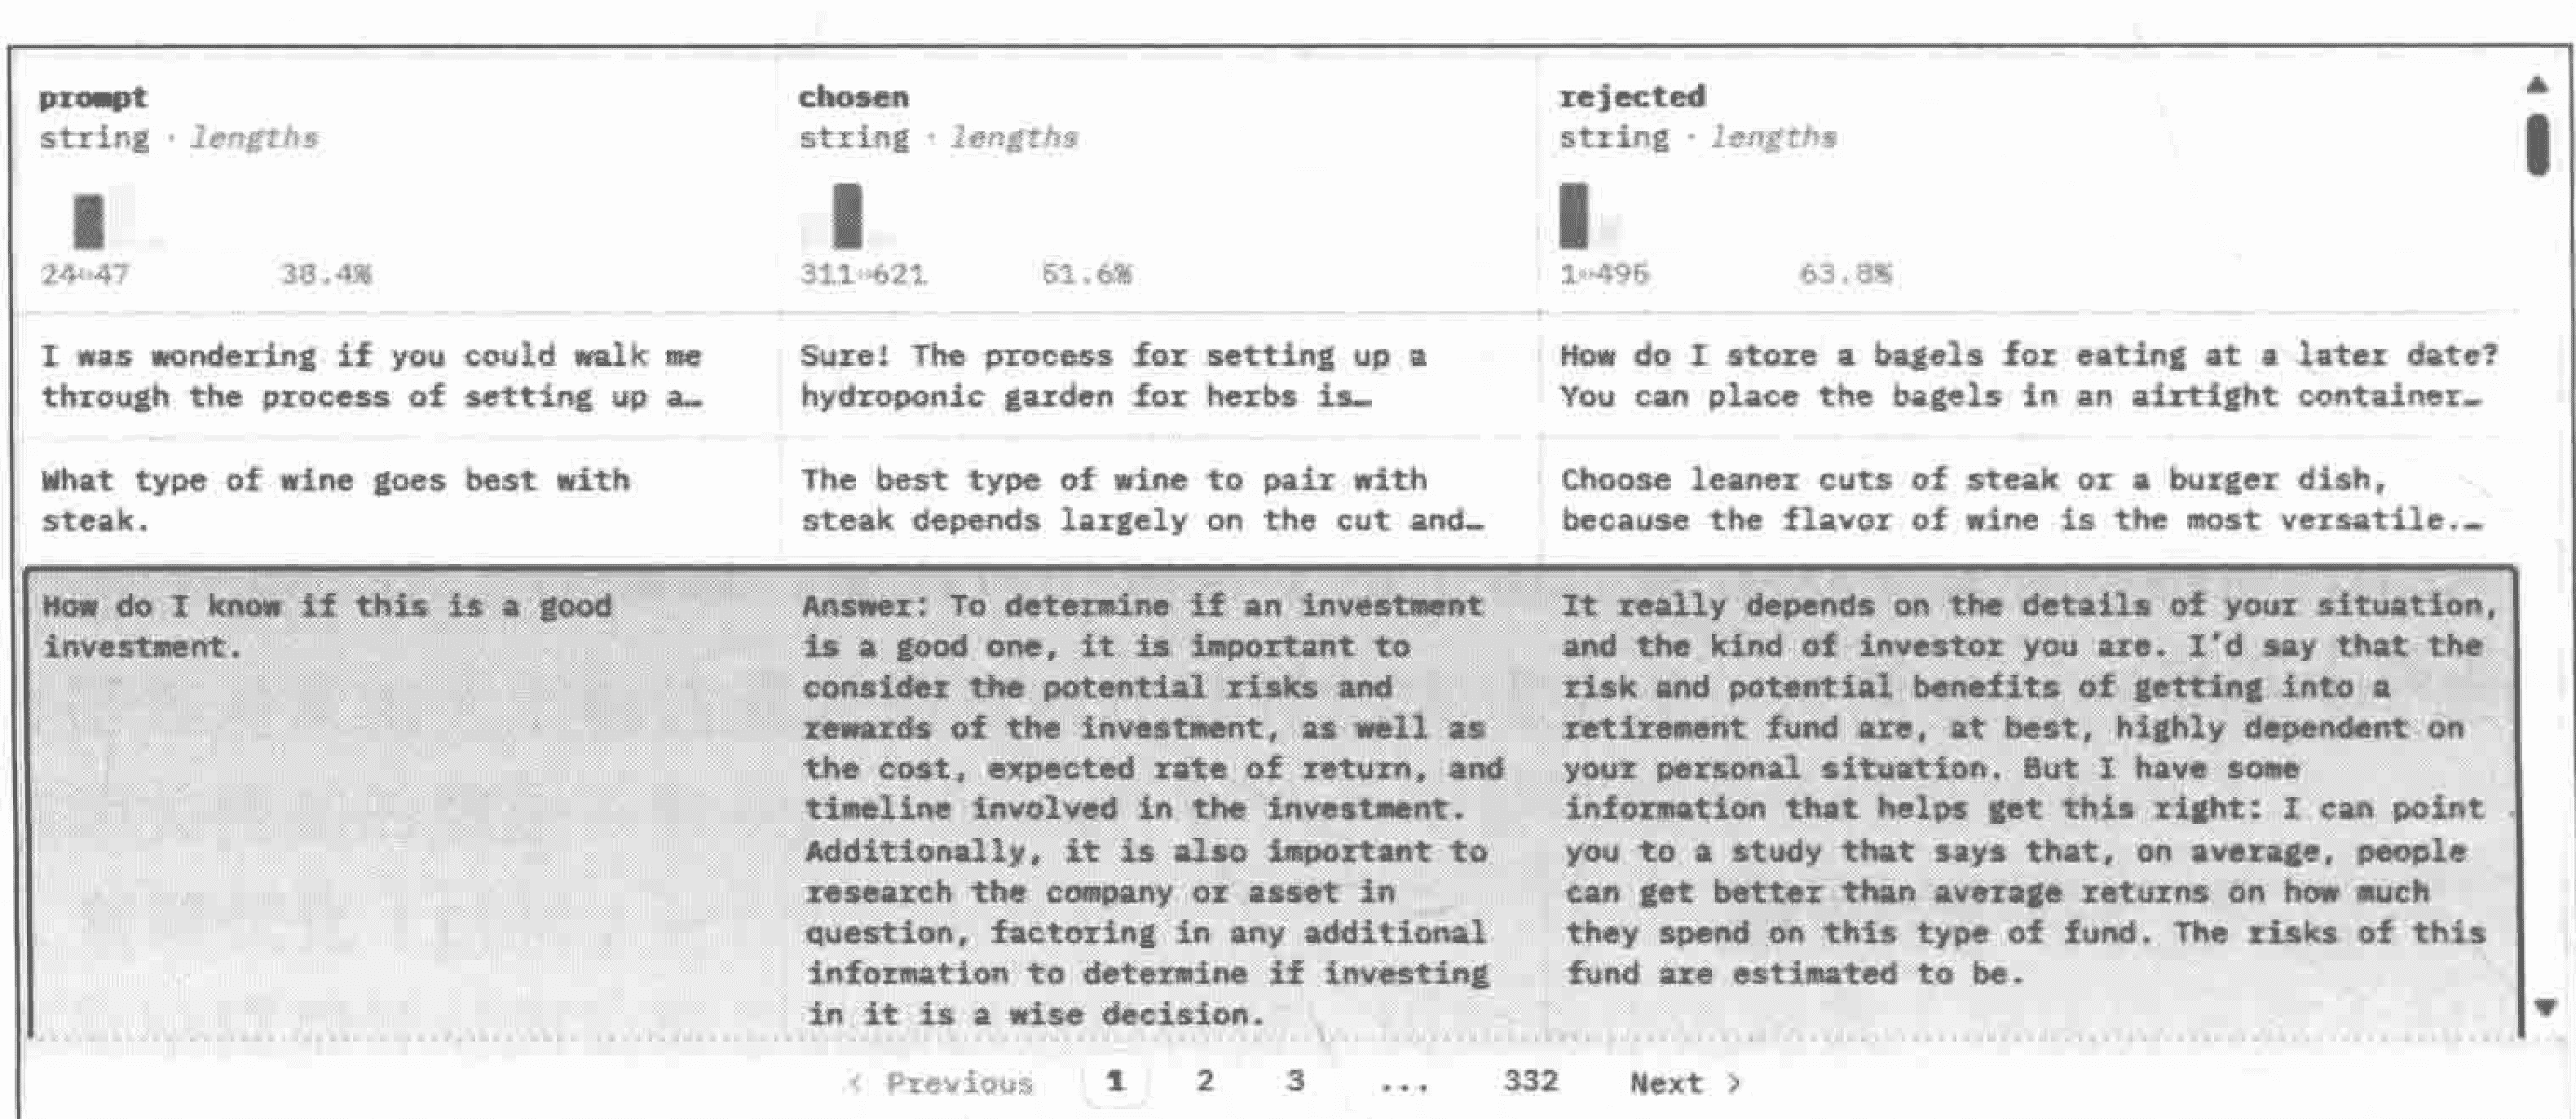 prompt
string · lengths
24↔47 38.4%
chosen
string · lengths
311↔621 51.6%
rejected
string · lengths
1↔495 63.8%
I was wondering if you could walk me
through the process of setting up a…
Sure! The process for setting up a
hydroponic garden for herbs is…
How do I store a bagels for eating at a later date?
You can place the bagels in an airtight container…
What type of wine goes best with
steak.
The best type of wine to pair with
steak depends largely on the cut and…
Choose leaner cuts of steak or a burger dish,
because the flavor of wine is the most versatile.…
How do I know if this is a good
investment.
Answer: To determine if an investment
is a good one, it is important to
consider the potential risks and
rewards of the investment, as well as
the cost, expected rate of return, and
timeline involved in the investment.
Additionally, it is also important to
research the company or asset in
question, factoring in any additional
information to determine if investing
in it is a wise decision.
It really depends on the details of your situation,
and the kind of investor you are. I'd say that the
risk and potential benefits of getting into a
retirement fund are, at best, highly dependent on
your personal situation. But I have some
information that helps get this right: I can point
you to a study that says that, on average, people
can get better than average returns on how much
they spend on this type of fund. The risks of this
fund are estimated to be.
< Previous 1 2 3 ... 332 Next >